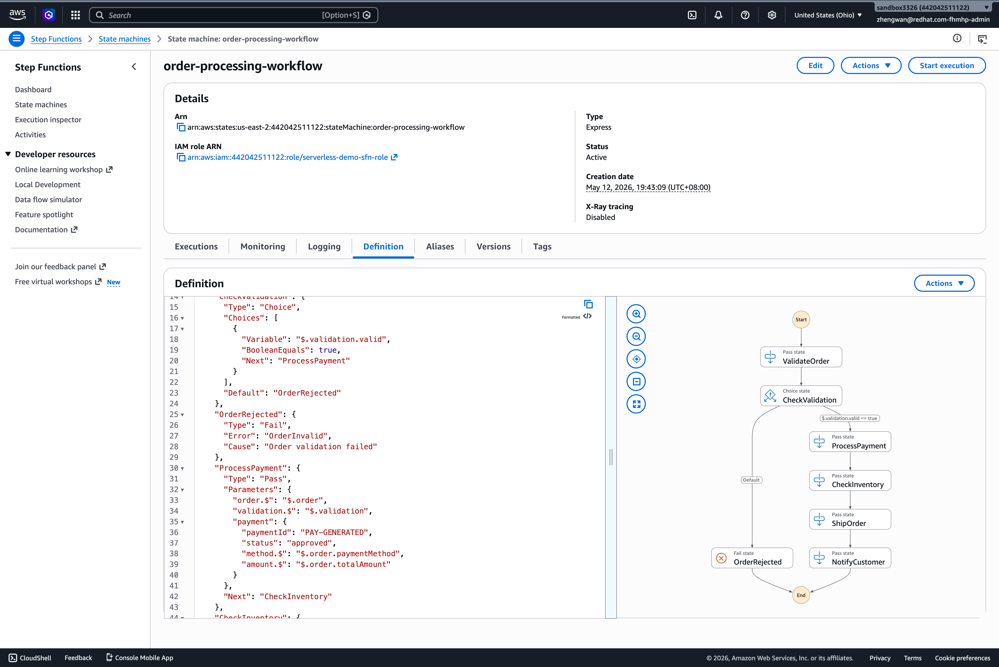 aws
Search
[Option+S]
United States (Ohio)
sandbox3326 (442042511122)
zhengwan@redhat.com-fhmhp-admin
Step Functions
State machines
State machine: order-processing-workflow
Step Functions
Dashboard
State machines
Execution inspector
Activities
Developer resources
Online learning workshop
Local Development
Data flow simulator
Feature spotlight
Documentation
Join our feedback panel
Free virtual workshops New
order-processing-workflow
Edit
Actions
Start execution
Details
Arn
arn:aws:states:us-east-2:442042511122:stateMachine:order-processing-workflow
IAM role ARN
arn:aws:iam::442042511122:role/serverless-demo-sfn-role
Type
Express
Status
Active
Creation date
May 12, 2026, 19:43:09 (UTC+08:00)
X-Ray tracing
Disabled
Executions
Monitoring
Logging
Definition
Aliases
Versions
Tags
Definition
Actions
Formatted
14 "CheckValidation": {
15 "Type": "Choice",
16 "Choices": [
17 {
18 "Variable": "$.validation.valid",
19 "BooleanEquals": true,
20 "Next": "ProcessPayment"
21 }
22 ],
23 "Default": "OrderRejected"
24 },
25 "OrderRejected": {
26 "Type": "Fail",
27 "Error": "OrderInvalid",
28 "Cause": "Order validation failed"
29 },
30 "ProcessPayment": {
31 "Type": "Pass",
32 "Parameters": {
33 "order.$": "$.order",
34 "validation.$": "$.validation",
35 "payment": {
36 "paymentId": "PAY-GENERATED",
37 "status": "approved",
38 "method.$": "$.order.paymentMethod",
39 "amount.$": "$.order.totalAmount"
40 }
41 },
42 "Next": "CheckInventory"
43 },
44 "CheckInventory": {
Start
Pass state
ValidateOrder
Choice state
CheckValidation
$.validation.valid == true
Pass state
ProcessPayment
Pass state
CheckInventory
Default
Pass state
ShipOrder
Fail state
OrderRejected
Pass state
NotifyCustomer
End
CloudShell
Feedback
Console Mobile App
© 2026, Amazon Web Services, Inc. or its affiliates.
Privacy
Terms
Cookie preferences